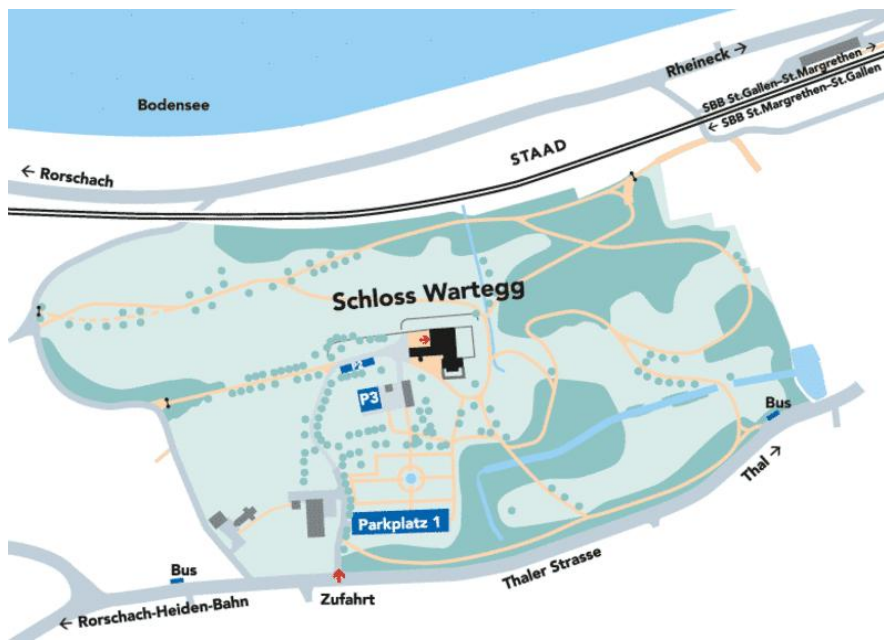 Bodensee
Rheineck →
SBB St.Gallen–St.Margrethen →
← SBB St.Margrethen–St.Gallen
STAAD
← Rorschach
Schloss Wartegg
P3
Bus
Thal →
Parkplatz 1
Thaler Strasse
Bus
Zufahrt
← Rorschach-Heiden-Bahn